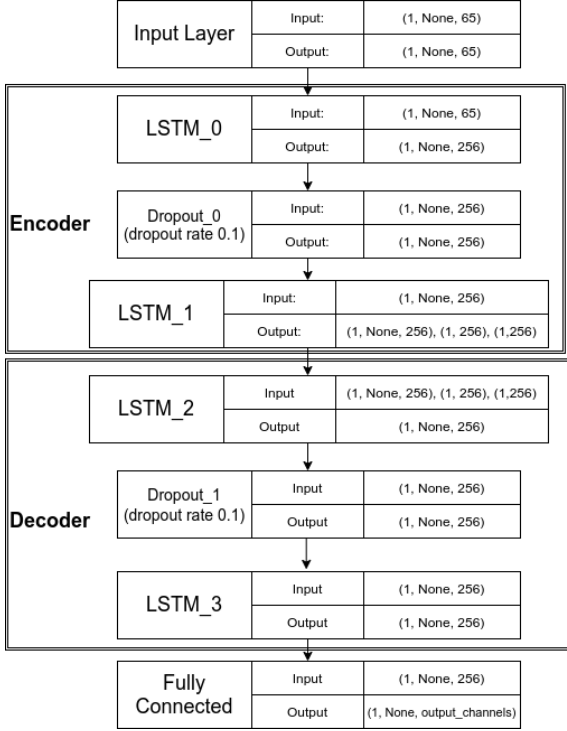 Input Layer
Input: (1, None, 65)
Output: (1, None, 65)
Encoder
LSTM_0
Input: (1, None, 65)
Output: (1, None, 256)
Dropout_0
(dropout rate 0.1)
Input: (1, None, 256)
Output: (1, None, 256)
LSTM_1
Input: (1, None, 256)
Output: (1, None, 256), (1, 256), (1,256)
Decoder
LSTM_2
Input (1, None, 256), (1, 256), (1,256)
Output (1, None, 256)
Dropout_1
(dropout rate 0.1)
Input (1, None, 256)
Output (1, None, 256)
LSTM_3
Input (1, None, 256)
Output (1, None, 256)
Fully
Connected
Input (1, None, 256)
Output (1, None, output_channels)